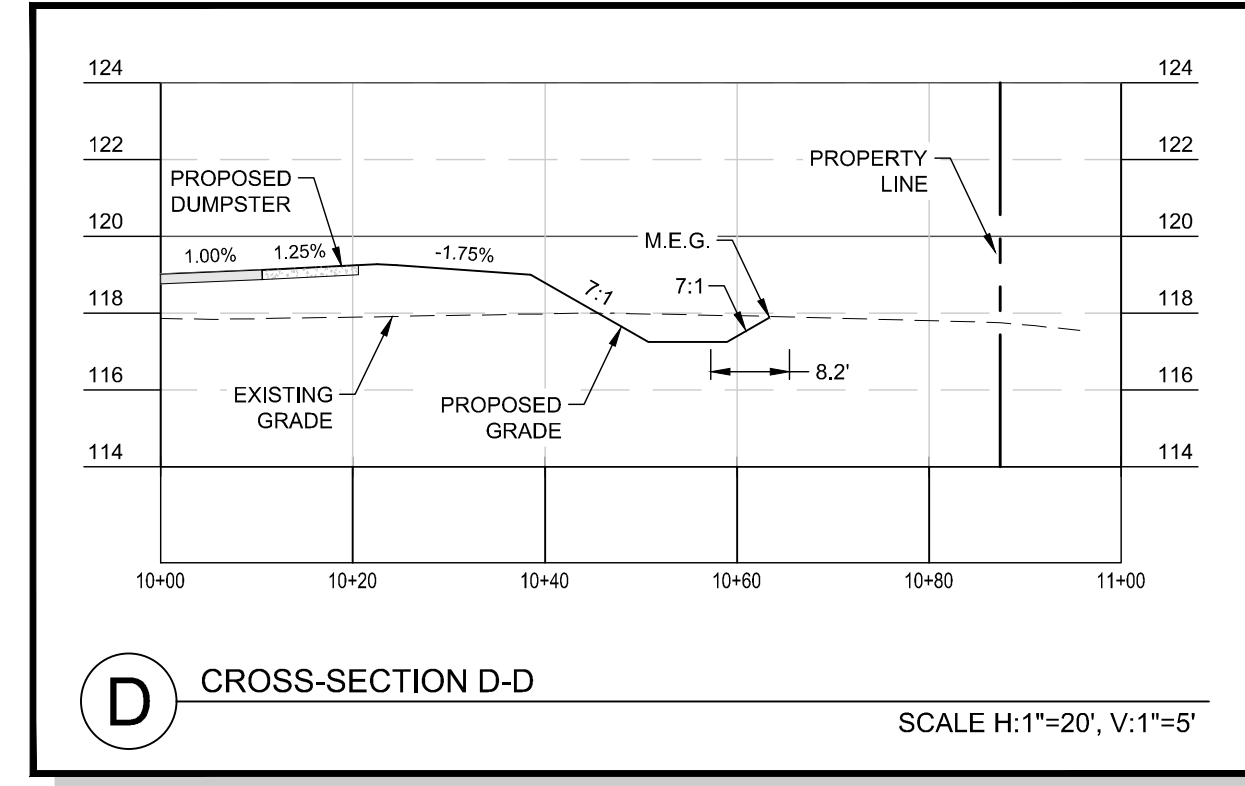 124 124
122 122
PROPERTY
LINE
PROPOSED
DUMPSTER
120 120
1.00% 1.25% -1.75%
M.E.G.
7:1
7:1
118 118
116 116
8.2'
EXISTING
GRADE
PROPOSED
GRADE
114 114
10+00 10+20 10+40 10+60 10+80 11+00
D
CROSS-SECTION D-D
SCALE H:1"=20', V:1"=5'